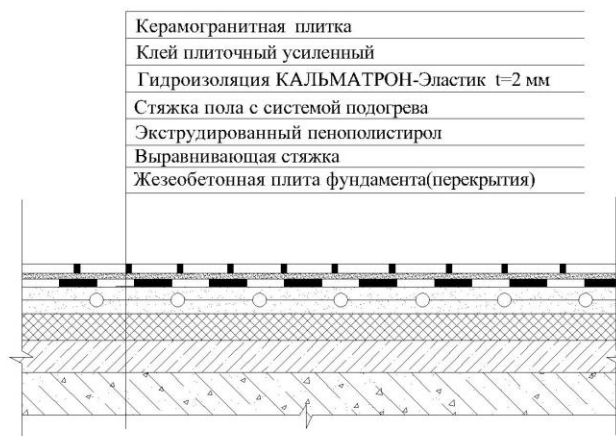 Керамогранитная плитка
Клей плиточный усиленный
Гидроизоляция КАЛЬМАТРОН-Эластик t=2 мм
Стяжка пола с системой подогрева
Экструдированный пенополистирол
Выравнивающая стяжка
Жезеобетонная плита фундамента(перекрытия)